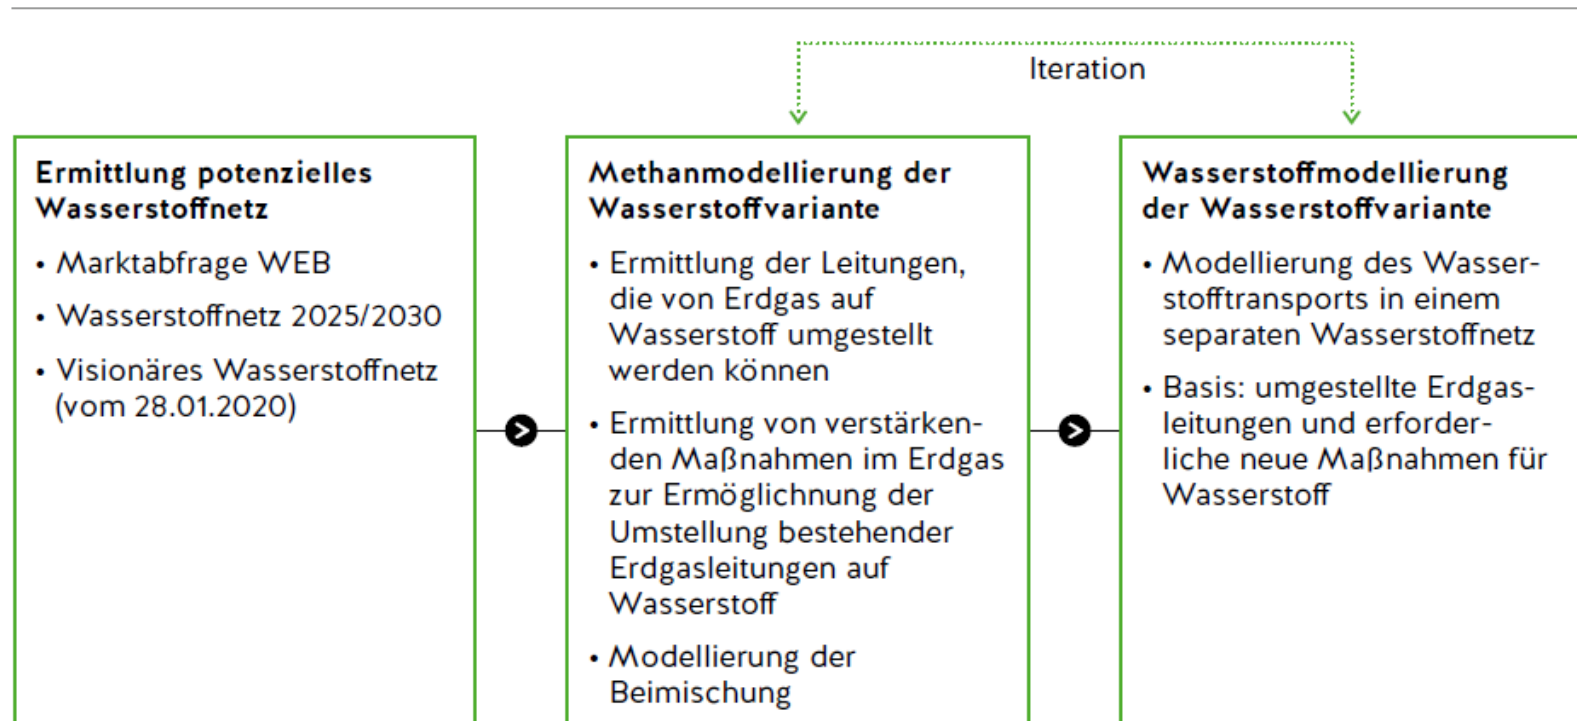 Iteration
Ermittlung potenzielles
Wasserstoffnetz
• Marktabfrage WEB
• Wasserstoffnetz 2025/2030
• Visionäres Wasserstoffnetz
(vom 28.01.2020)
Methanmodellierung der
Wasserstoffvariante
• Ermittlung der Leitungen,
die von Erdgas auf
Wasserstoff umgestellt
werden können
• Ermittlung von verstärken-
den Maßnahmen im Erdgas
zur Ermöglichnung der
Umstellung bestehender
Erdgasleitungen auf
Wasserstoff
• Modellierung der
Beimischung
Wasserstoffmodellierung
der Wasserstoffvariante
• Modellierung des Wasser-
stofftransports in einem
separaten Wasserstoffnetz
• Basis: umgestellte Erdgas-
leitungen und erforder-
liche neue Maßnahmen für
Wasserstoff